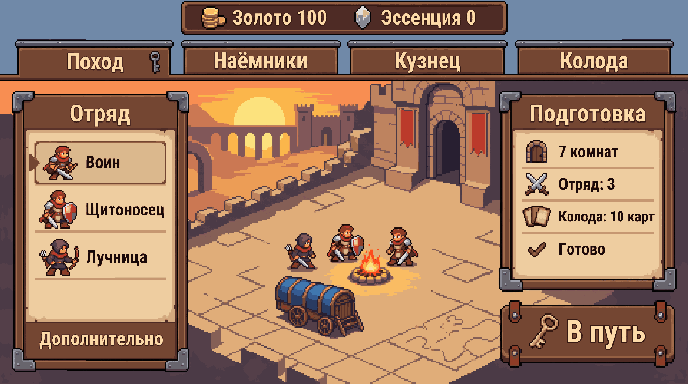 Золото 100
Эссенция 0
Поход
Наёмники
Кузнец
Колода
Отряд
Воин
Щитоносец
Лучница
Дополнительно
Подготовка
7 комнат
Отряд: 3
Колода: 10 карт
Готово
В путь